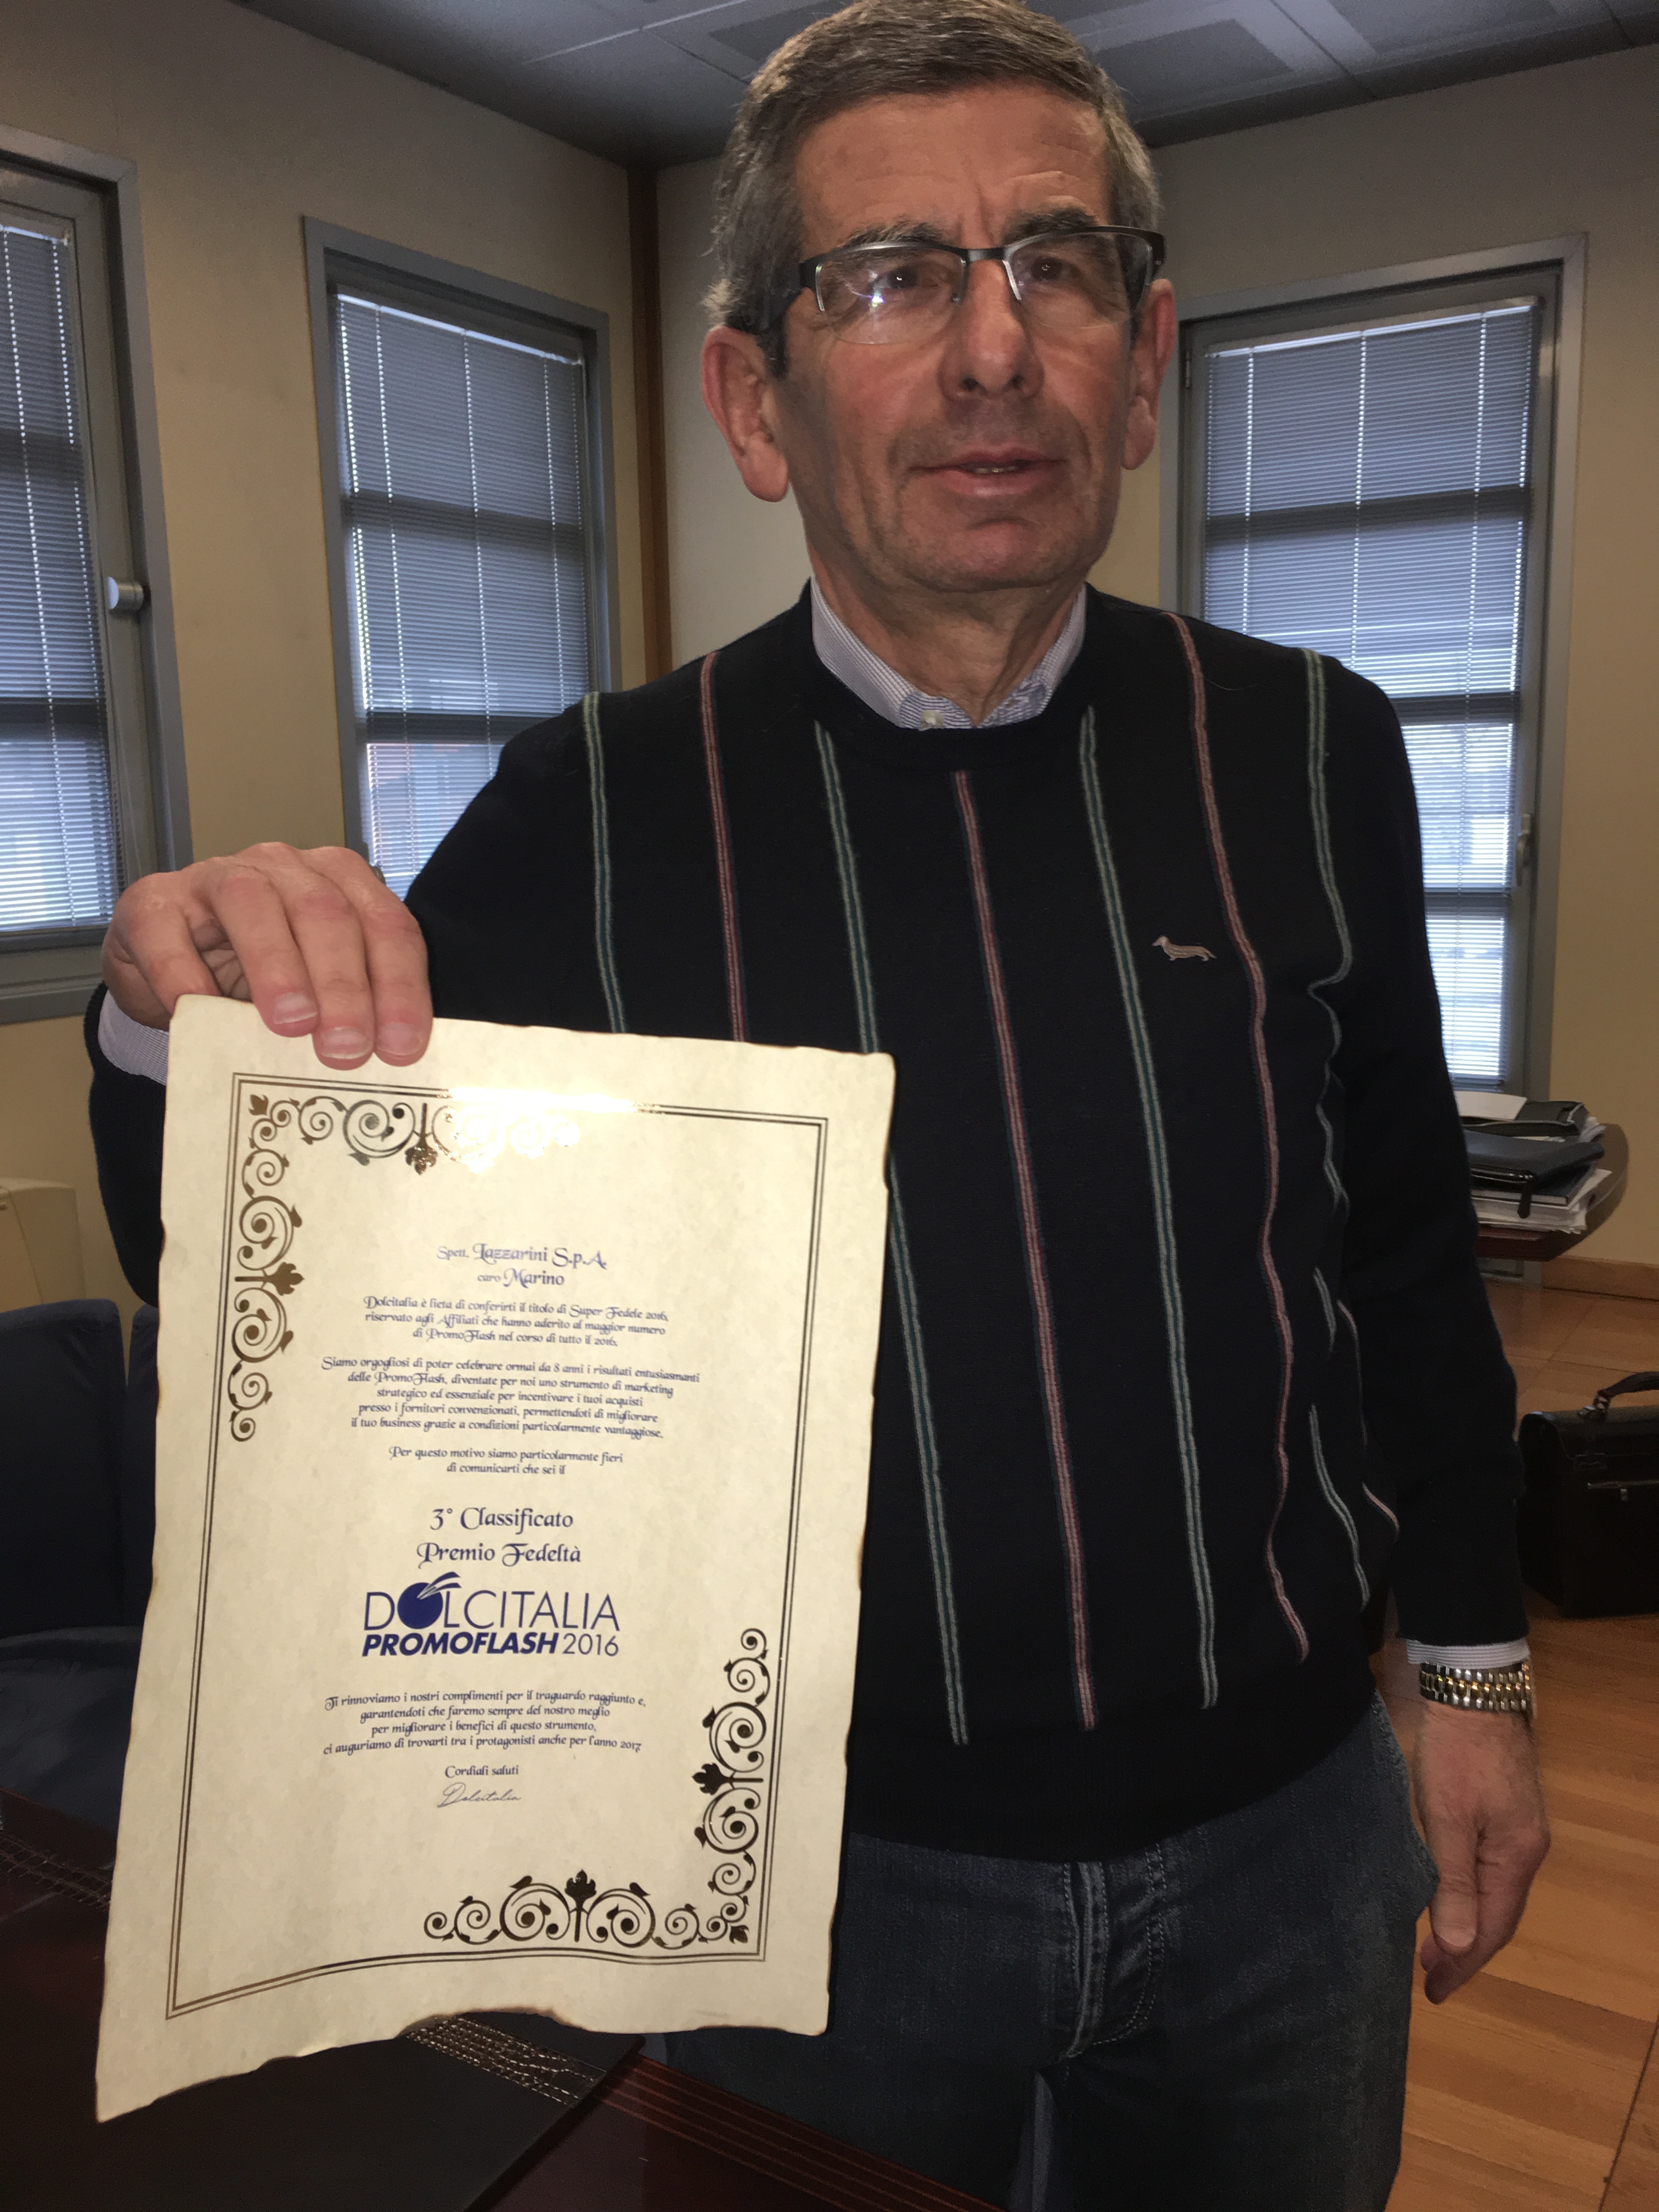 Spett. Lazzarini S.p.A.
caro Marino
Dolcitalia è lieta di conferirti il titolo di Super Fedele 2016,
riservato agli Affiliati che hanno aderito al maggior numero
di PromoFlash nel corso di tutto il 2016.
Siamo orgogliosi di poter celebrare ormai da 8 anni i risultati entusiasmanti
delle PromoFlash, diventate per noi uno strumento di marketing
strategico ed essenziale per incentivare i tuoi acquisti
presso i fornitori convenzionati, permettendoti di migliorare
il tuo business grazie a condizioni particolarmente vantaggiose.
Per questo motivo siamo particolarmente fieri
di comunicarti che sei il
3° Classificato
Premio Fedeltà
DOLCITALIA
PROMOFLASH 2016
Ti rinnoviamo i nostri complimenti per il traguardo raggiunto e,
garantendoti che faremo sempre del nostro meglio
per migliorare i benefici di questo strumento,
ci auguriamo di trovarti tra i protagonisti anche per l'anno 2017
Cordiali saluti
Dolcitalia